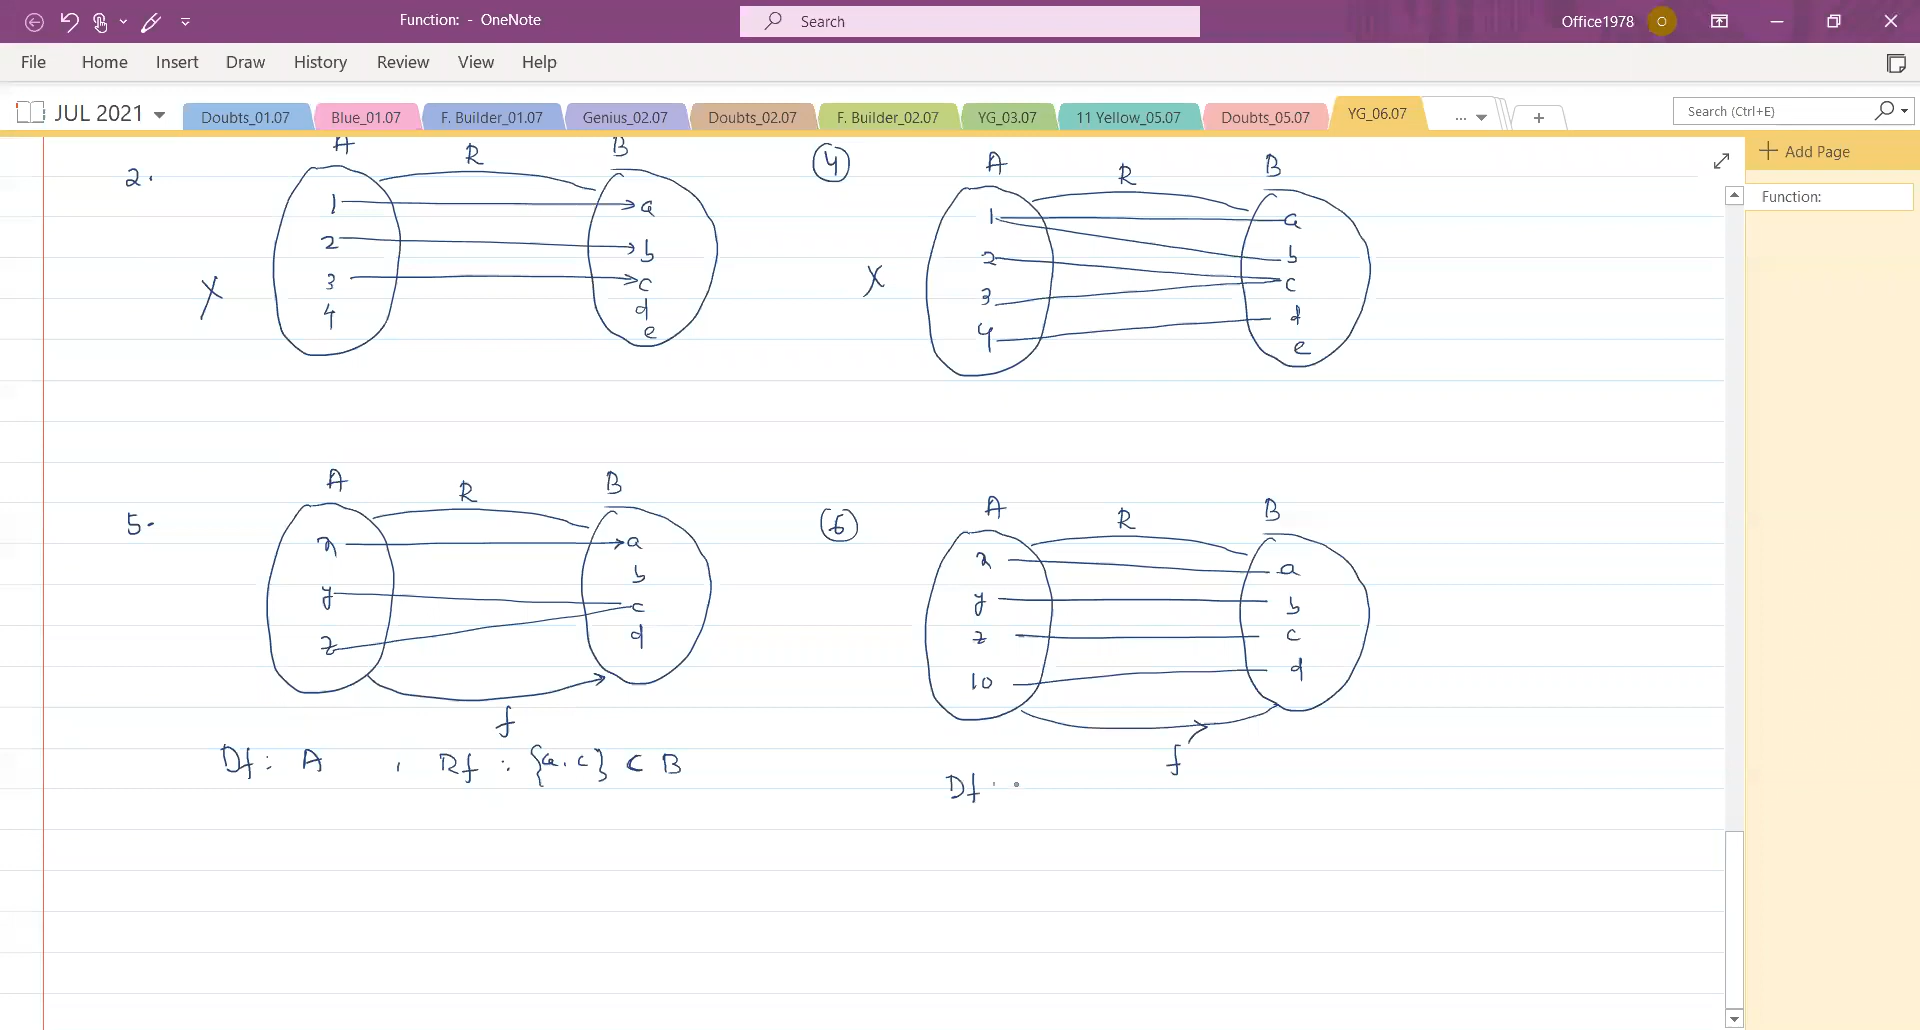 Function: - OneNote
Search
Office1978
O
File Home Insert Draw History Review View Help
JUL 2021
Doubts_01.07 Blue_01.07 F. Builder_01.07 Genius_02.07 Doubts_02.07 F. Builder_02.07 YG_03.07 11 Yellow_05.07 Doubts_05.07 YG_06.07 ...
Search (Ctrl+E)
Add Page
Function:
2.
A R B
1 a
2 b
3 c
4 d
e
X
4
A R B
1 a
2 b
3 c
4 d
e
X
5.
A R B
x a
y b
z c
d
f
Df : A , Rf : {a, c} ⊂ B
6
A R B
x a
y b
z c
10 d
f
Df :